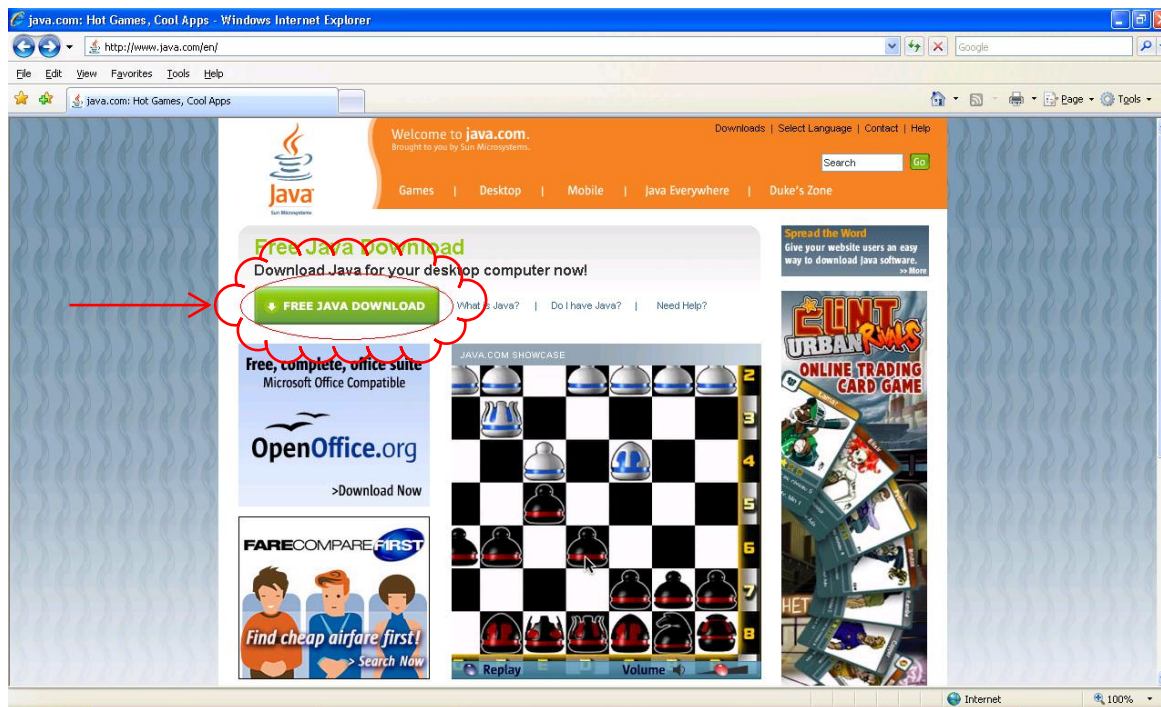 java.com: Hot Games, Cool Apps - Windows Internet Explorer
http://www.java.com/en/
Google
File Edit View Favorites Tools Help
java.com: Hot Games, Cool Apps
Page Tools
Downloads | Select Language | Contact | Help
Welcome to java.com.
Brought to you by Sun Microsystems.
Search Go
Java
Sun Microsystems
Games | Desktop | Mobile | Java Everywhere | Duke's Zone
Free Java Download
Download Java for your desktop computer now!
FREE JAVA DOWNLOAD
What is Java? | Do I have Java? | Need Help?
Spread the Word
Give your website users an easy
way to download Java software.
>> More
Free, complete, office suite
Microsoft Office Compatible
OpenOffice.org
>Download Now
FARECOMPARE FIRST
Find cheap airfare first!
> Search Now
JAVA.COM SHOWCASE
2
3
4
5
6
7
8
Replay Volume
CLINT
URBAN RIVALS
ONLINE TRADING
CARD GAME
Internet 100%